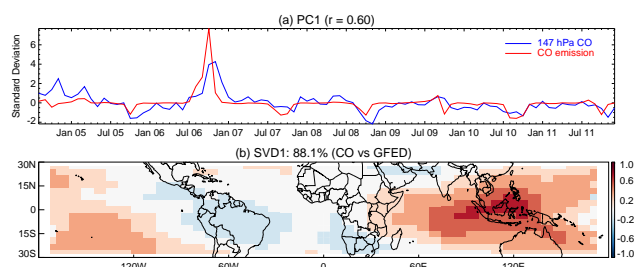 (a) PC1 (r = 0.60)
Standard Deviation
6
4
2
0
-2
147 hPa CO
CO emission
Jan 05 Jul 05 Jan 06 Jul 06 Jan 07 Jul 07 Jan 08 Jul 08 Jan 09 Jul 09 Jan 10 Jul 10 Jan 11 Jul 11
(b) SVD1: 88.1% (CO vs GFED)
30N
15N
0
15S
30S
1.0
0.6
0.2
-0.2
-0.6
-1.0
120W 60W 0 60E 120E